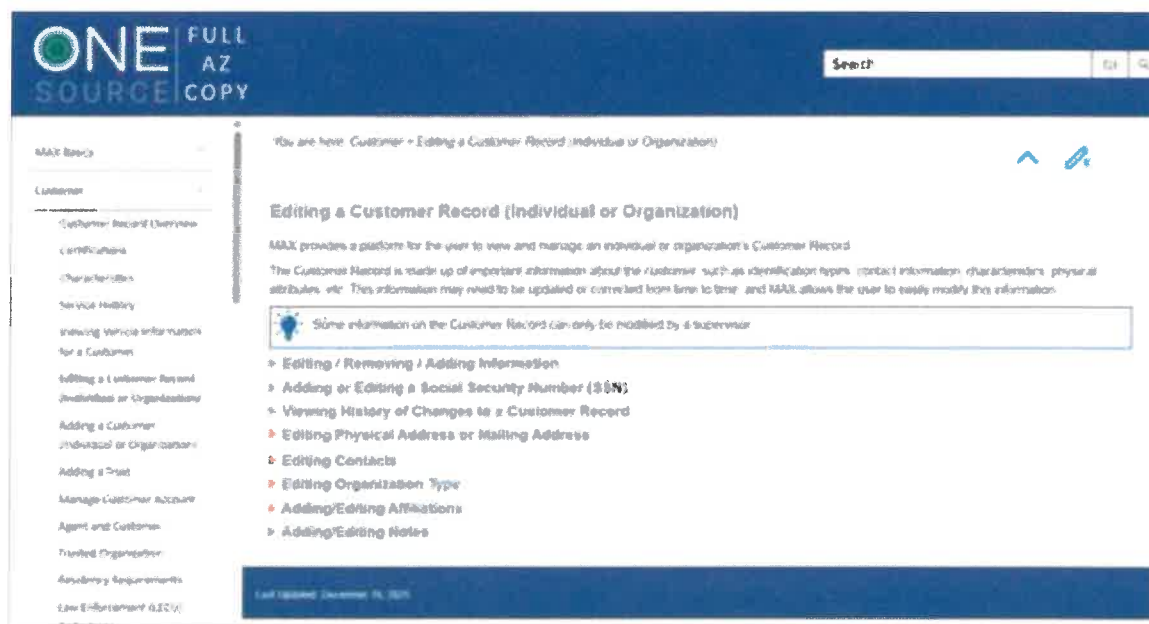 ONE
SOURCE
FULL
AZ
COPY
Search
MAX Basics
Customer
Customer Record Overview
Certifications
Characteristics
Service History
Viewing Vehicle Information
for a Customer
Editing a Customer Record
(Individual or Organization)
Adding a Customer
(Individual or Organization)
Adding a Trust
Manage Customer Account
Agent and Customer
Trusted Organization
Residency Requirements
Law Enforcement (LEO)
You are here: Customer > Editing a Customer Record (Individual or Organization)
Editing a Customer Record (Individual or Organization)
MAX provides a platform for the user to view and manage an individual or organization's Customer Record
The Customer Record is made up of important information about the customer, such as identification types, contact information, characteristics, physical
attributes, etc. This information may need to be updated or corrected from time to time, and MAX allows the user to easily modify this information
Some information on the Customer Record can only be modified by a supervisor
Editing / Removing / Adding Information
Adding or Editing a Social Security Number (SSN)
Viewing History of Changes to a Customer Record
Editing Physical Address or Mailing Address
Editing Contacts
Editing Organization Type
Adding/Editing Affiliations
Adding/Editing Notes
Last Updated: December